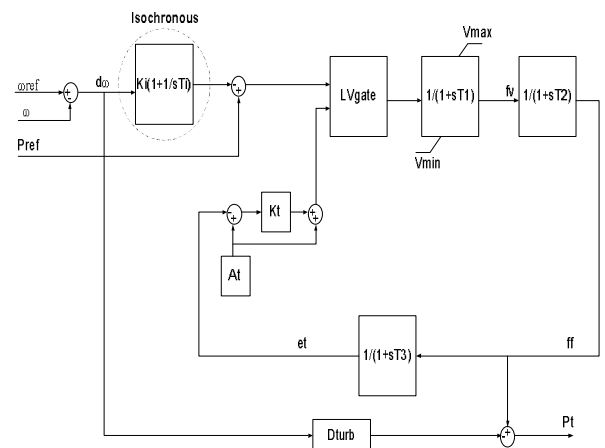 Isochronous
Vmax
ωref
dω
Ki(1+1/sTi)
LVgate
1/(1+sT1)
fv
1/(1+sT2)
ω
Pref
Vmin
Kt
At
et
1/(1+sT3)
ff
Dturb
Pt